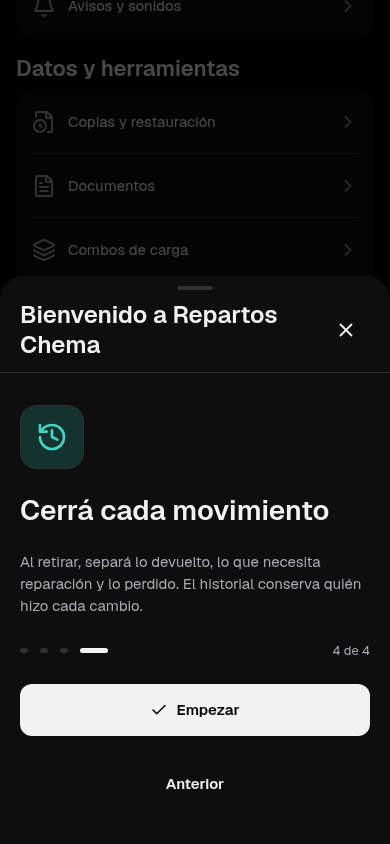 Avisos y sonidos
Datos y herramientas
Copias y restauración
Documentos
Combos de carga
Bienvenido a Repartos
Chema
Cerrá cada movimiento
Al retirar, separá lo devuelto, lo que necesita
reparación y lo perdido. El historial conserva quién
hizo cada cambio.
4 de 4
Empezar
Anterior